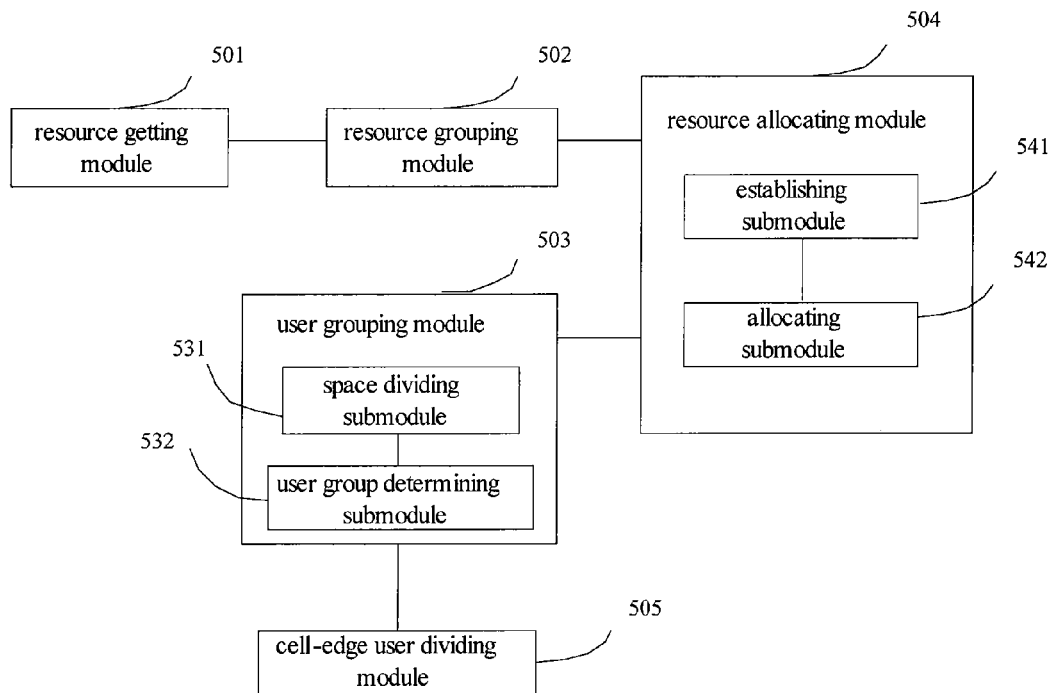 501
502
504
resource getting
module
resource grouping
module
resource allocating module
541
establishing
submodule
503
542
user grouping module
allocating
submodule
531
space dividing
submodule
532
user group determining
submodule
505
cell-edge user dividing
module